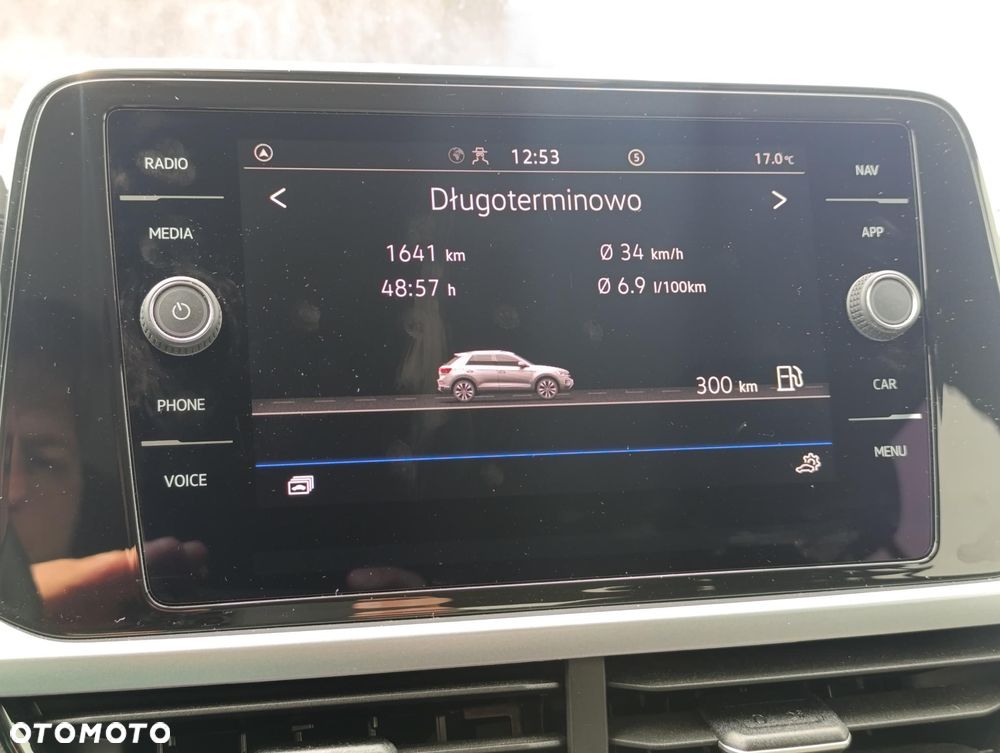 RADIO
12:53
5
17.0°C
NAV
< Długoterminowo >
MEDIA
APP
1641 km
Ø 34 km/h
48:57 h
Ø 6.9 l/100km
300 km
CAR
PHONE
MENU
VOICE
OTOMOTO